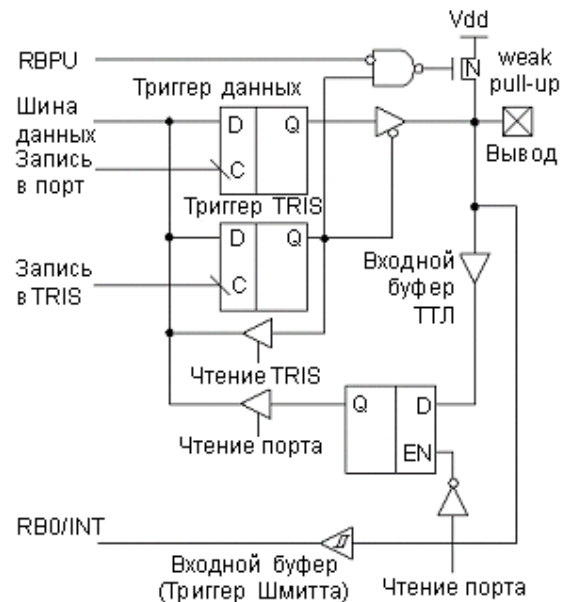 Vdd
RBPU
weak
pull-up
Триггер данных
Шина
данных
D
Q
Вывод
Запись
в порт
C
Триггер TRIS
D
Q
Входной
буфер
ТТЛ
Запись
в TRIS
C
Чтение TRIS
Q
D
Чтение порта
EN
RB0/INT
Входной буфер
(Триггер Шмитта)
Чтение порта